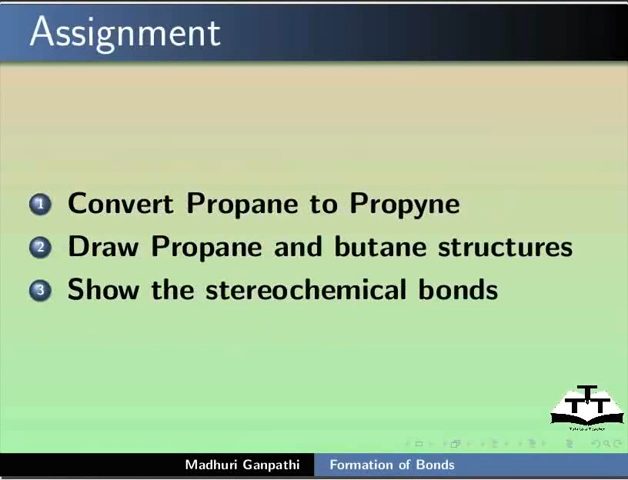 Assignment
1 Convert Propane to Propyne
2 Draw Propane and butane structures
3 Show the stereochemical bonds
T
T T
Madhuri Ganpathi Formation of Bonds